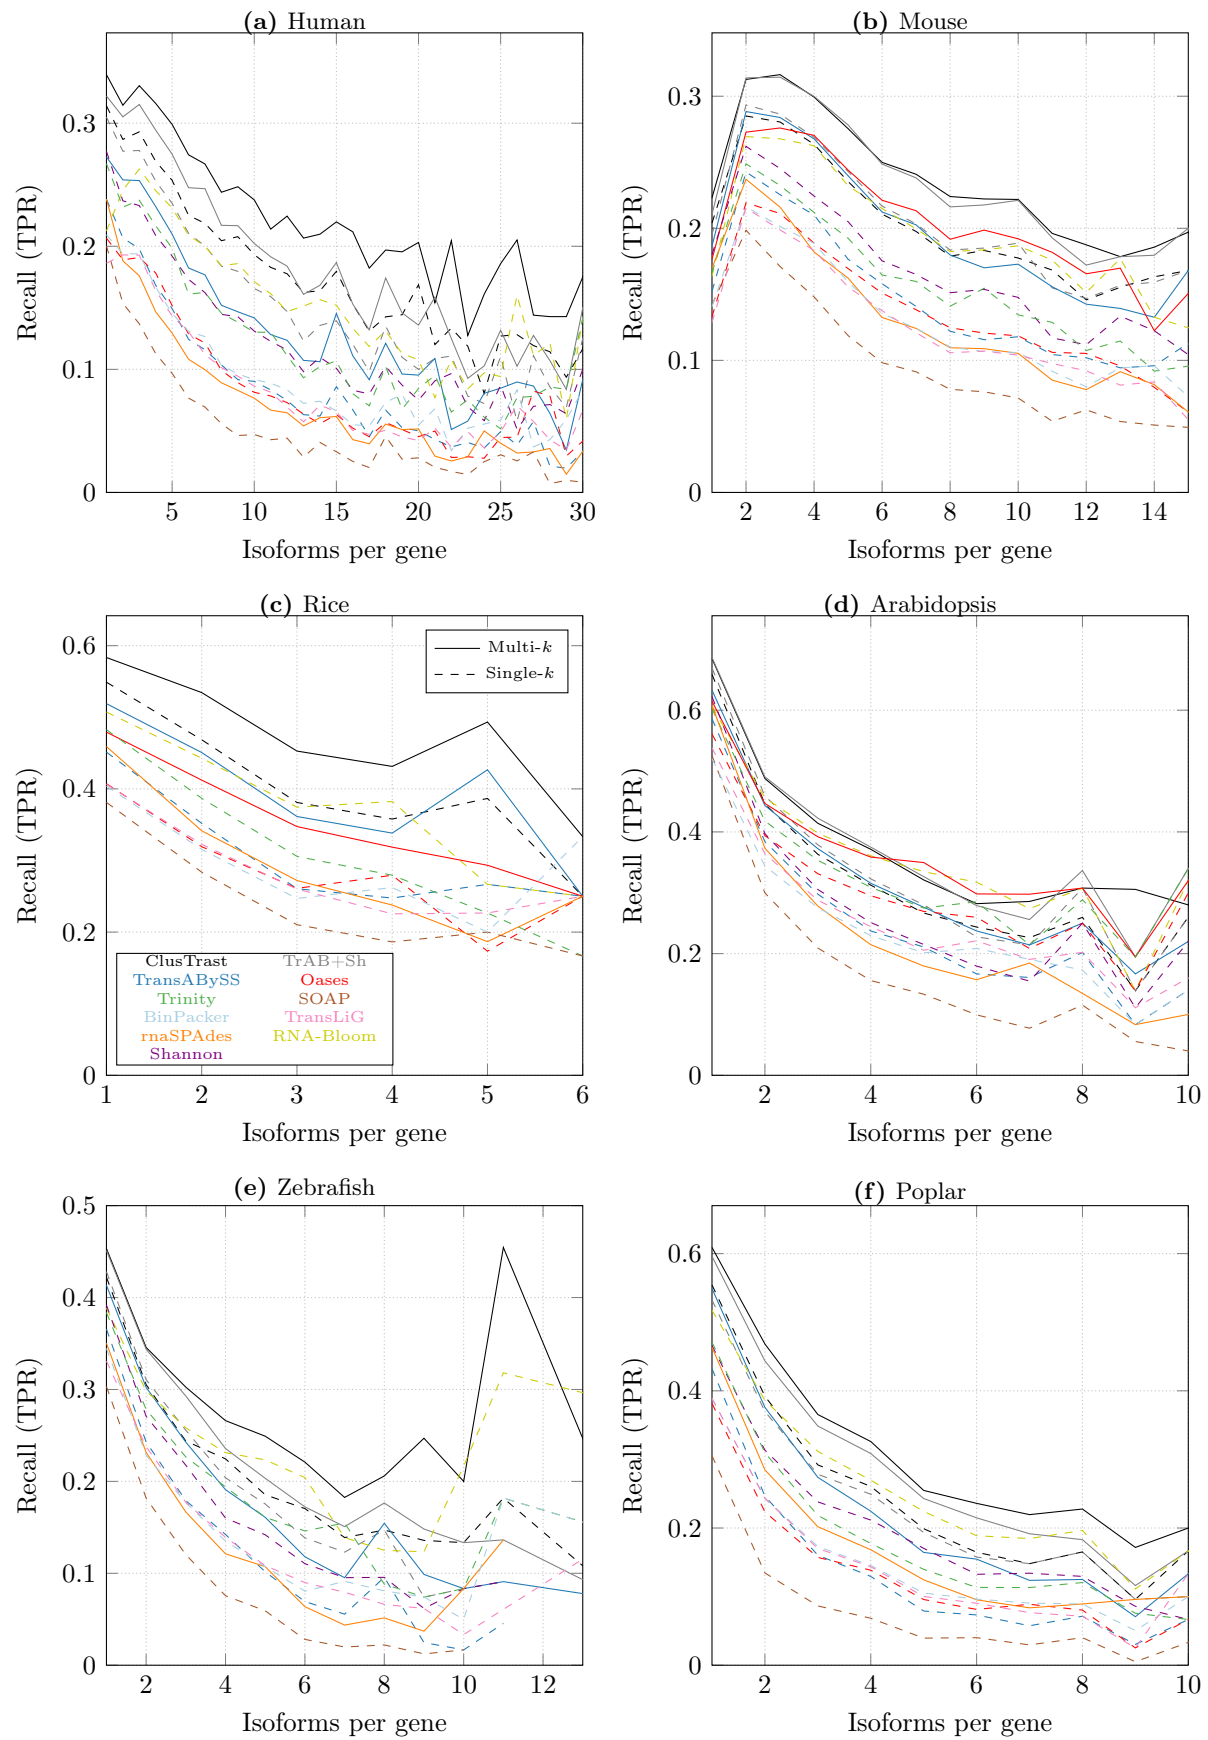 (a) Human
(b) Mouse
Recall (TPR)
0.3
0.2
0.1
0
5 10 15 20 25 30
Isoforms per gene
Recall (TPR)
0.3
0.2
0.1
0
2 4 6 8 10 12 14
Isoforms per gene
(c) Rice
(d) Arabidopsis
Recall (TPR)
0.6
0.4
0.2
0
Multi-k
Single-k
ClusTrast TrAB+Sh
TransABySS Oases
Trinity SOAP
BinPacker TransLiG
rnaSPAdes RNA-Bloom
Shannon
1 2 3 4 5 6
Isoforms per gene
Recall (TPR)
0.6
0.4
0.2
0
2 4 6 8 10
Isoforms per gene
(e) Zebrafish
(f) Poplar
Recall (TPR)
0.5
0.4
0.3
0.2
0.1
0
2 4 6 8 10 12
Isoforms per gene
Recall (TPR)
0.6
0.4
0.2
0
2 4 6 8 10
Isoforms per gene